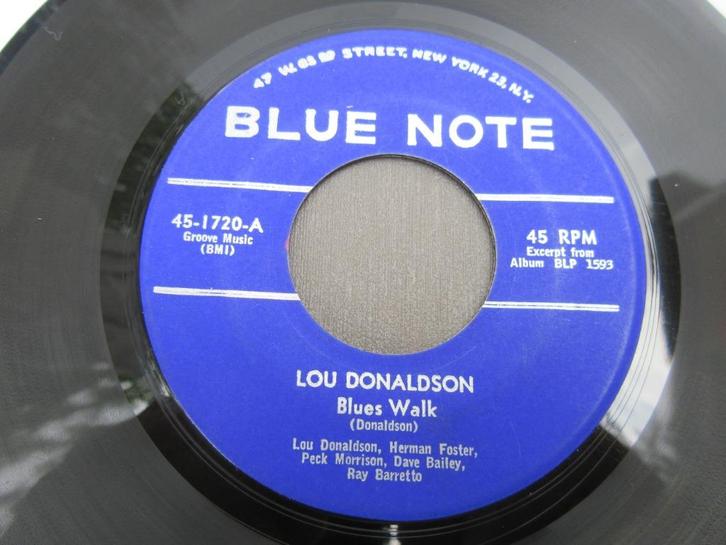 47 W. 63RD STREET, NEW YORK 23, N.Y.
BLUE NOTE
45-1720-A
Groove Music
(BMI)
45 RPM
Excerpt from
Album BLP 1593
LOU DONALDSON
Blues Walk
(Donaldson)
Lou Donaldson, Herman Foster,
Peck Morrison, Dave Bailey,
Ray Barretto